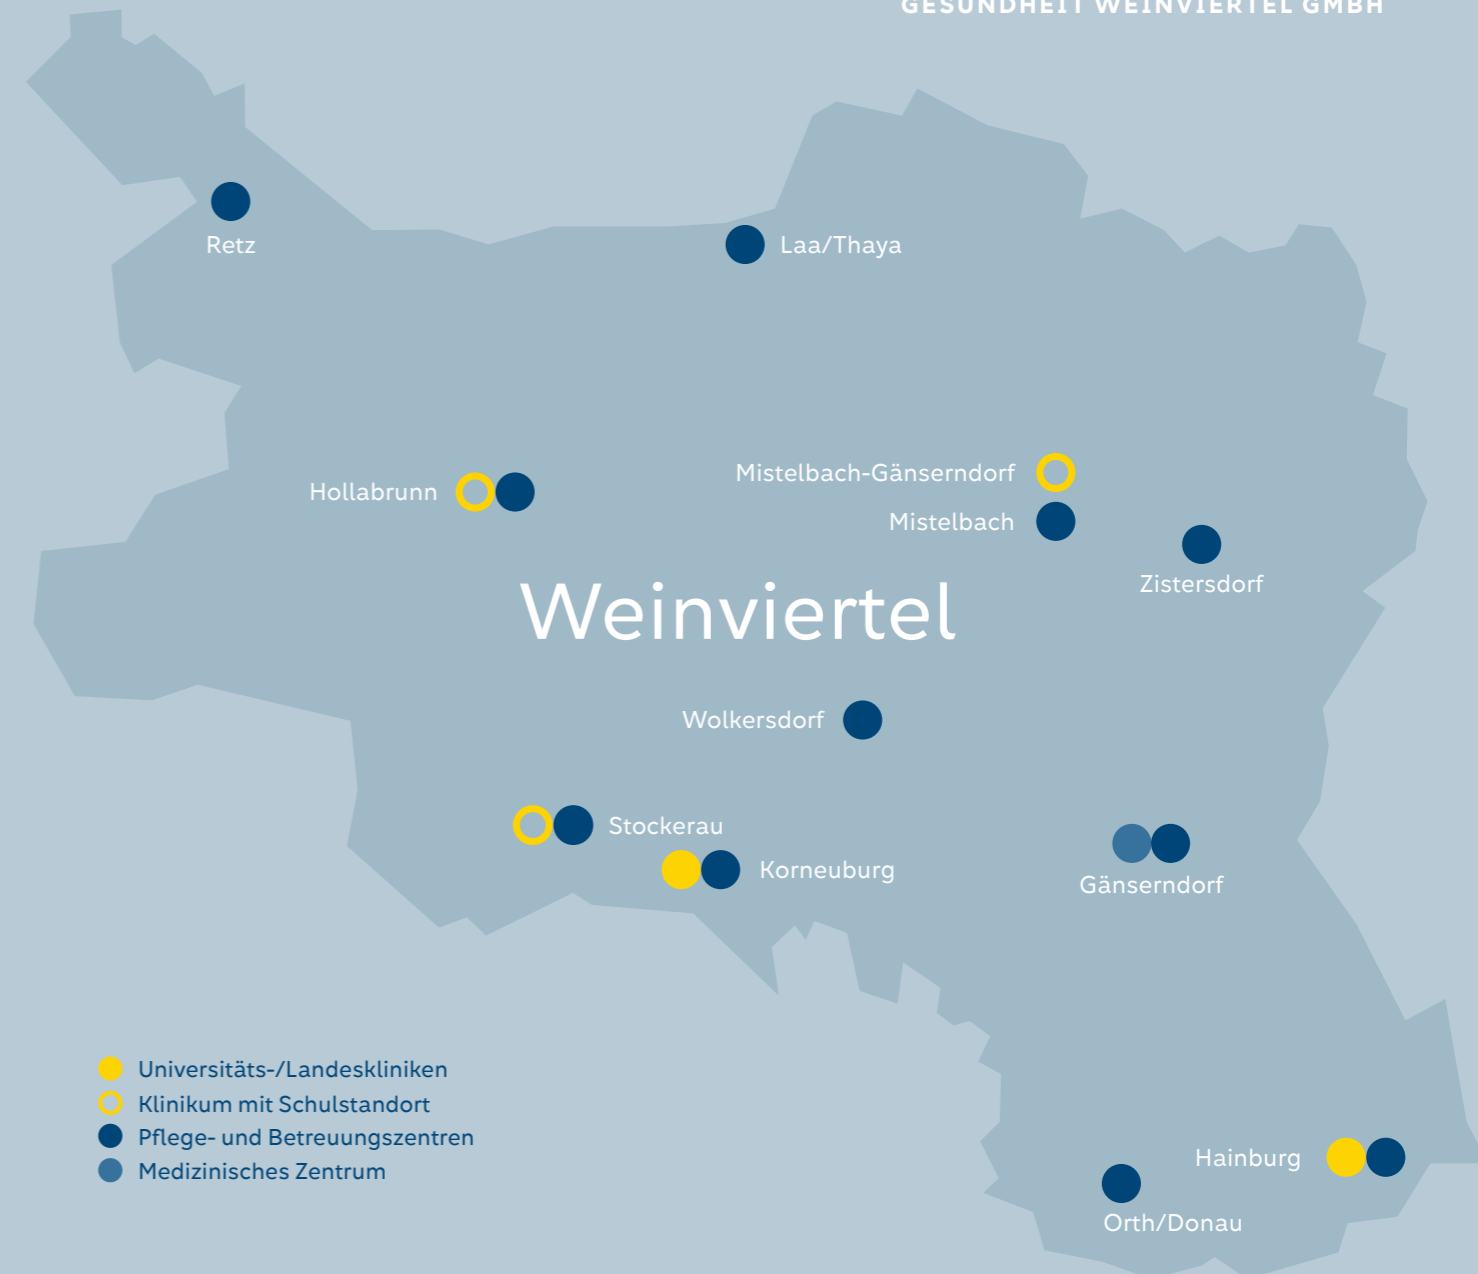 GESUNDHEIT WEINVIERTEL GMBH
Retz
Laa/Thaya
Mistelbach-Gänserndorf
Hollabrunn
Mistelbach
Zistersdorf
Weinviertel
Wolkersdorf
Stockerau
Korneuburg
Gänserndorf
Universitäts-/Landeskliniken
Klinikum mit Schulstandort
Pflege- und Betreuungszentren
Medizinisches Zentrum
Hainburg
Orth/Donau